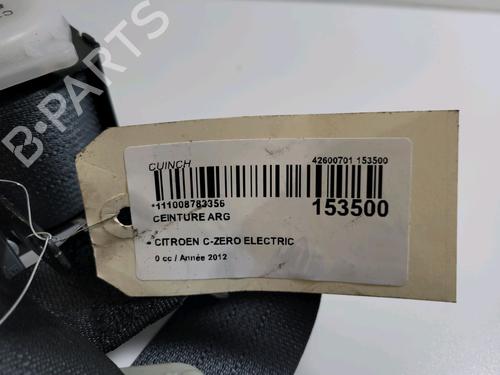 B-PARTS
CUINCH
42600701 153500
*111008783356
153500
CEINTURE ARG
- CITROEN C-ZERO ELECTRIC
0 cc / Année 2012